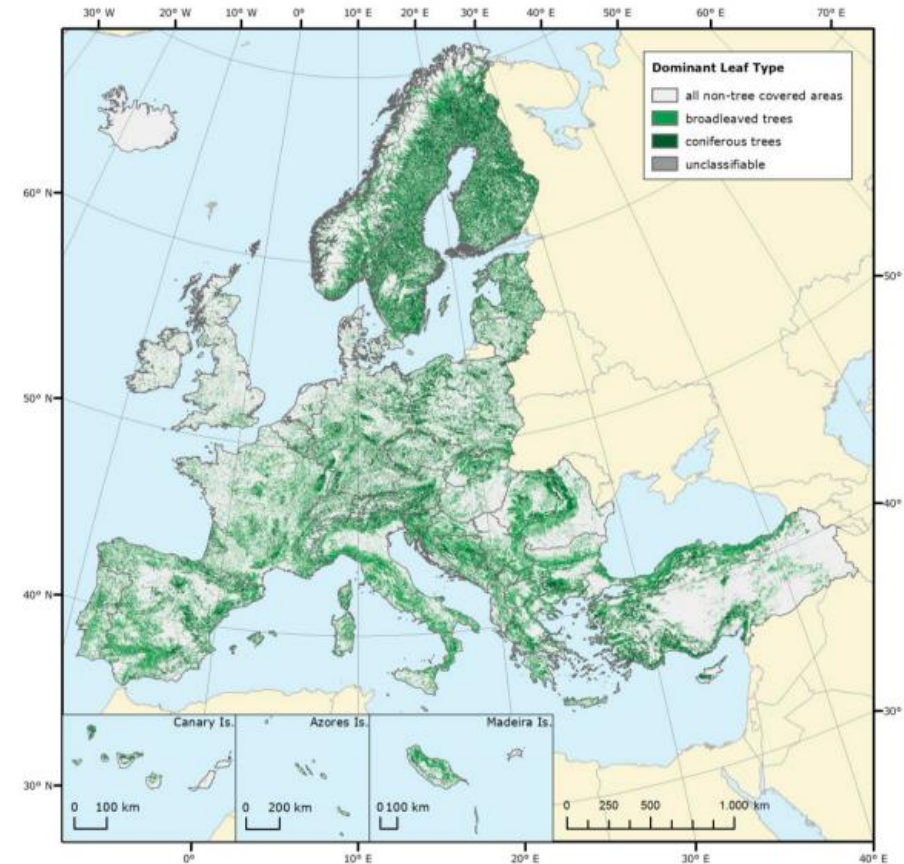 30° W 20° W 10° W 0° 10° E 20° E 30° E 40° E 50° E 60° E 70° E
Dominant Leaf Type
all non-tree covered areas
broadleaved trees
coniferous trees
unclassifiable
60° N
50°
50° N
40°
40° N
30°
30° N
Canary Is.
0 100 km
Azores Is.
0 200 km
Madeira Is.
0 100 km
0 250 500 1.000 km
0° 10° E 20° E 30° E 40° E